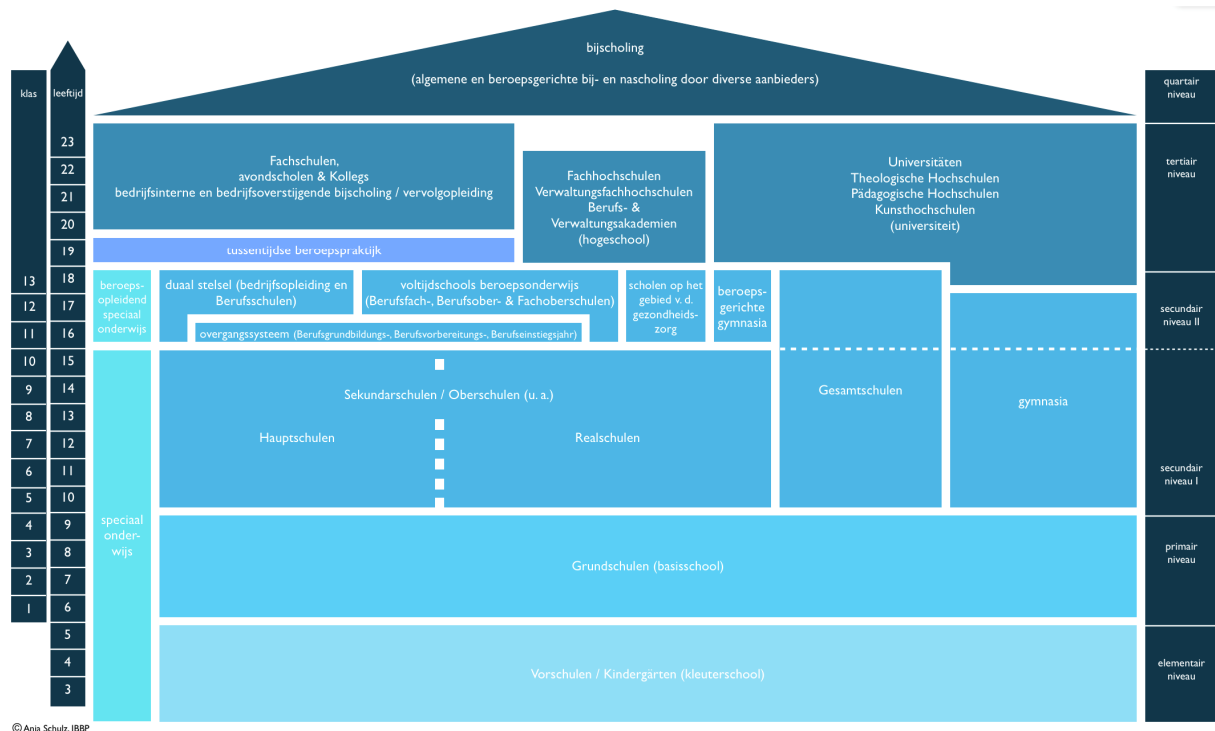 bijscholing
(algemene en beroepsgerichte bij- en nascholing door diverse aanbieders)
klas
leeftijd
quartair
niveau
23
22
21
20
19
18
17
16
15
14
13
12
11
10
9
8
7
6
5
4
3
13
12
11
10
9
8
7
6
5
4
3
2
1
Fachschulen,
avondscholen & Kollegs
bedrijfsinterne en bedrijfsoverstijgende bijscholing / vervolgopleiding
Fachhochschulen
Verwaltungsfachhochschulen
Berufs- &
Verwaltungsakademien
(hogeschool)
Universitäten
Theologische Hochschulen
Pädagogische Hochschulen
Kunsthochschulen
(universiteit)
tertiair
niveau
tussentijdse beroepspraktijk
beroeps-
opleidend
speciaal
onderwijs
duaal stelsel (bedrijfsopleiding en
Berufsschulen)
voltijdschools beroepsonderwijs
(Berufsfach-, Berufsober- & Fachoberschulen)
overgangssysteem (Berufsgrundbildungs-, Berufsvorbereitungs-, Berufseinstiegsjahr)
scholen op het
gebied v. d.
gezondheids-
zorg
beroeps-
gerichte
gymnasia
secundair
niveau II
Sekundarschulen / Oberschulen (u. a.)
Hauptschulen
Realschulen
Gesamtschulen
gymnasia
secundair
niveau I
speciaal
onder-
wijs
Grundschulen (basisschool)
primair
niveau
Vorschulen / Kindergärten (kleuterschool)
elementair
niveau
© Anja Schulz, IBBP